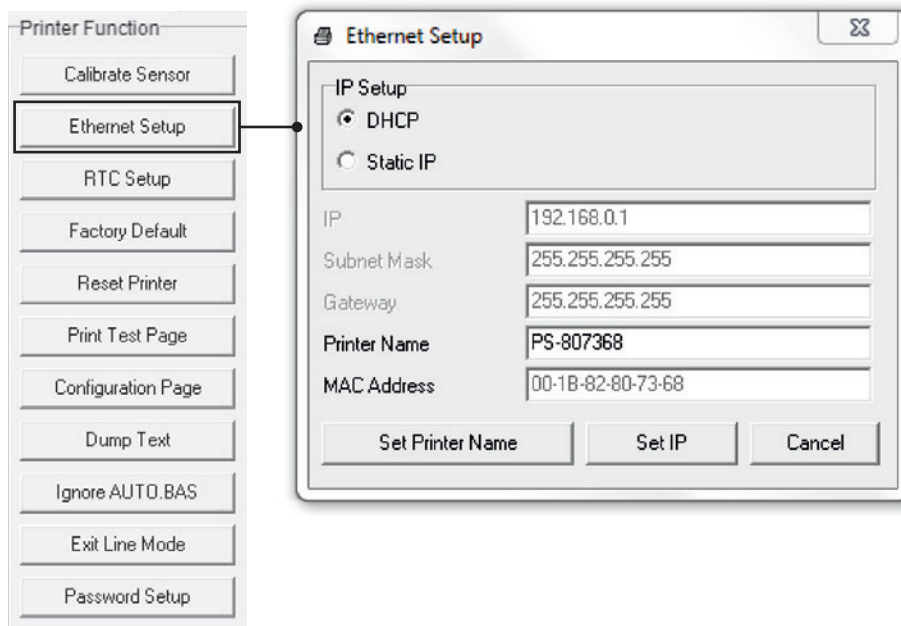 Printer Function
Calibrate Sensor
Ethernet Setup
RTC Setup
Factory Default
Reset Printer
Print Test Page
Configuration Page
Dump Text
Ignore AUTO.BAS
Exit Line Mode
Password Setup
Ethernet Setup
IP Setup
DHCP
Static IP
IP 192.168.0.1
Subnet Mask 255.255.255.255
Gateway 255.255.255.255
Printer Name PS-807368
MAC Address 00-1B-82-80-73-68
Set Printer Name Set IP Cancel